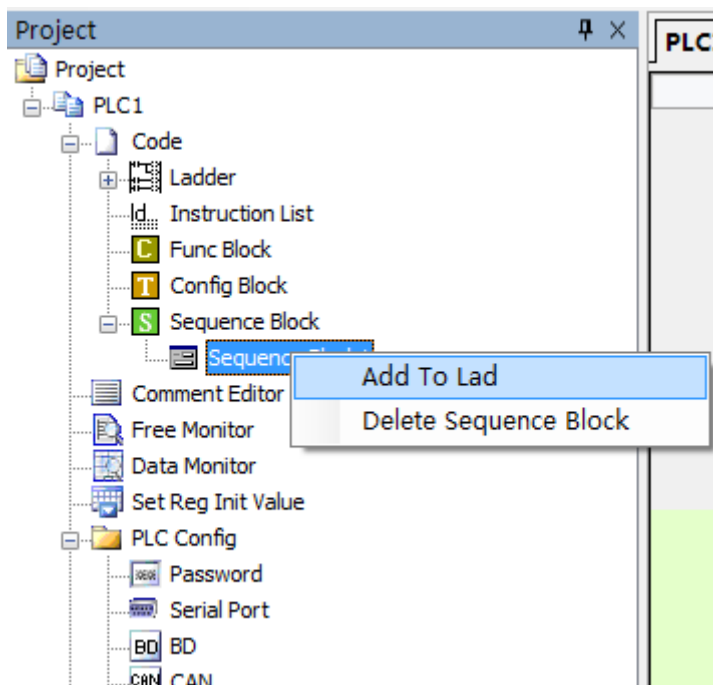 Project
PLC
Project
PLC1
Code
Ladder
Instruction List
Func Block
Config Block
Sequence Block
Sequence
Add To Lad
Delete Sequence Block
Comment Editor
Free Monitor
Data Monitor
Set Reg Init Value
PLC Config
Password
Serial Port
BD BD
CAN CAN